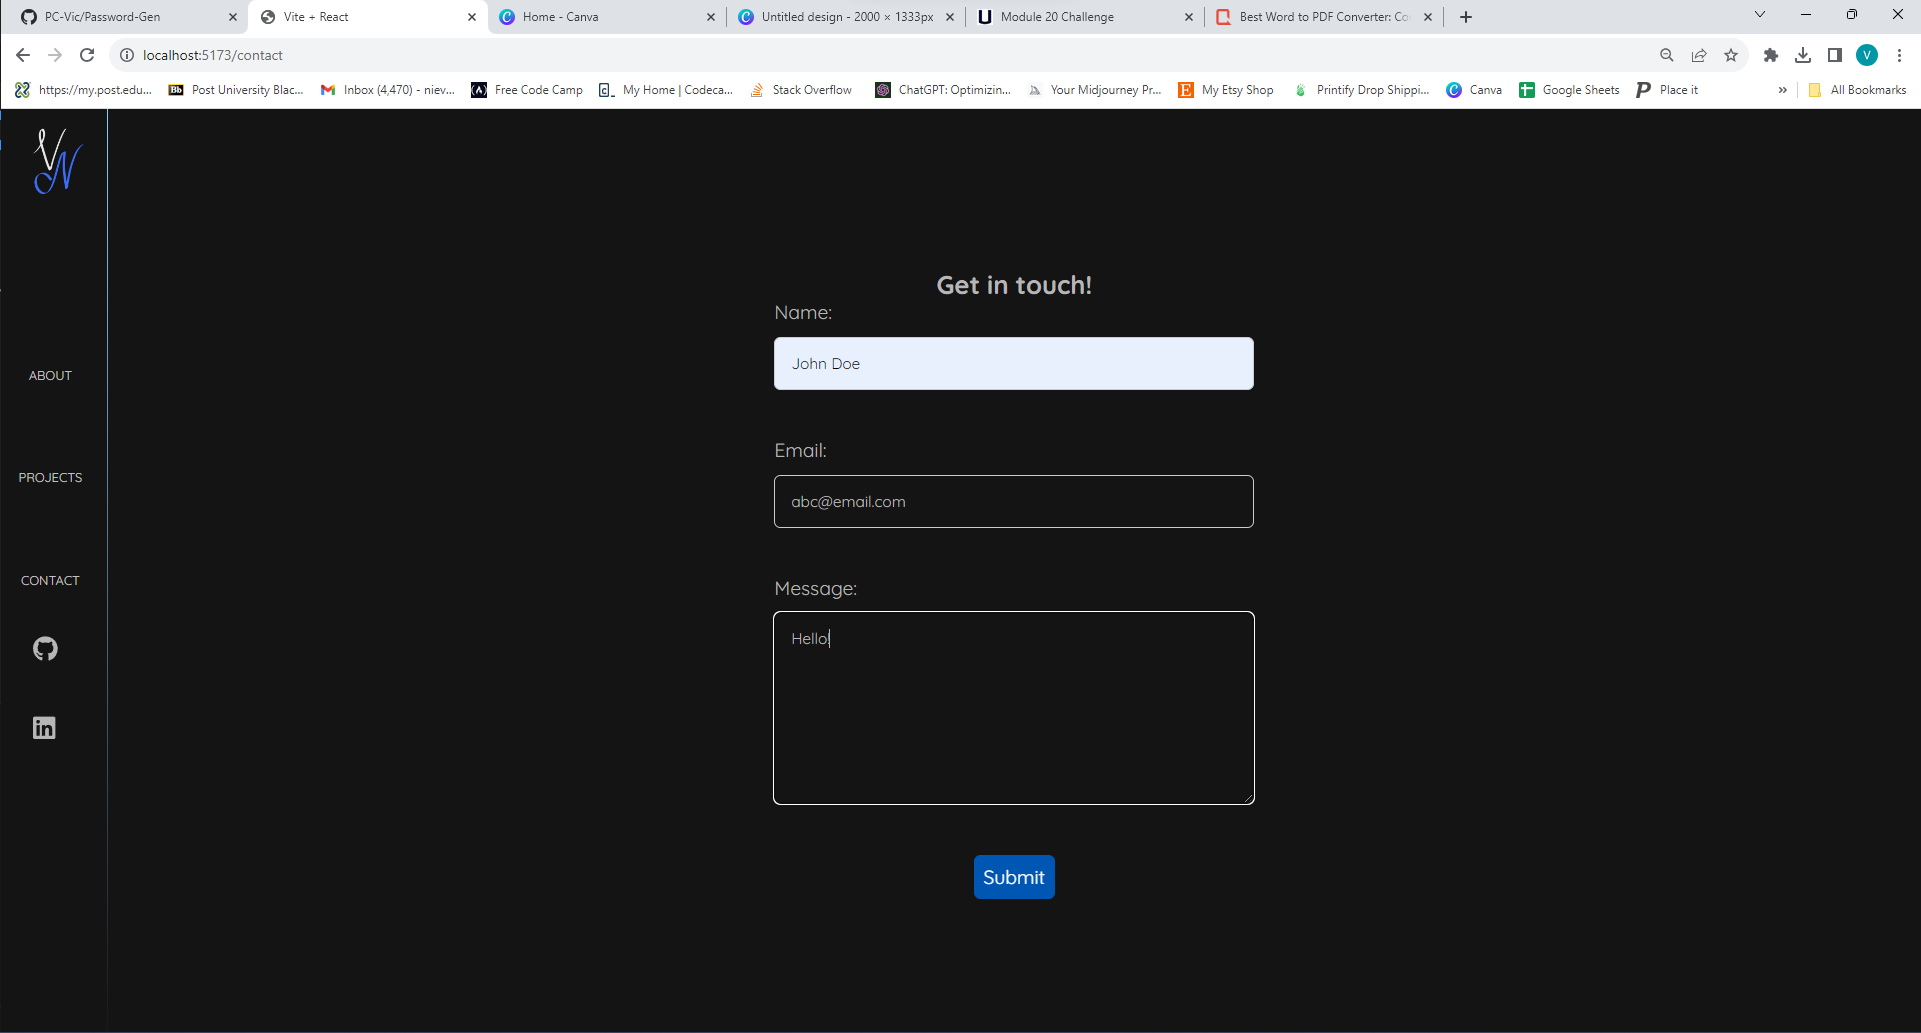 PC-Vic/Password-Gen
Vite + React
Home - Canva
Untitled design - 2000 × 1333px
Module 20 Challenge
Best Word to PDF Converter: Co
localhost:5173/contact
V
https://my.post.edu...
Bb Post University Blac...
Inbox (4,470) - niev...
Free Code Camp
My Home | Codeca...
Stack Overflow
ChatGPT: Optimizin...
Your Midjourney Pr...
E My Etsy Shop
Printify Drop Shippi...
Canva
Google Sheets
P Place it
»
All Bookmarks
VN
ABOUT
PROJECTS
CONTACT
in
Get in touch!
Name:
John Doe
Email:
abc@email.com
Message:
Hello!
Submit